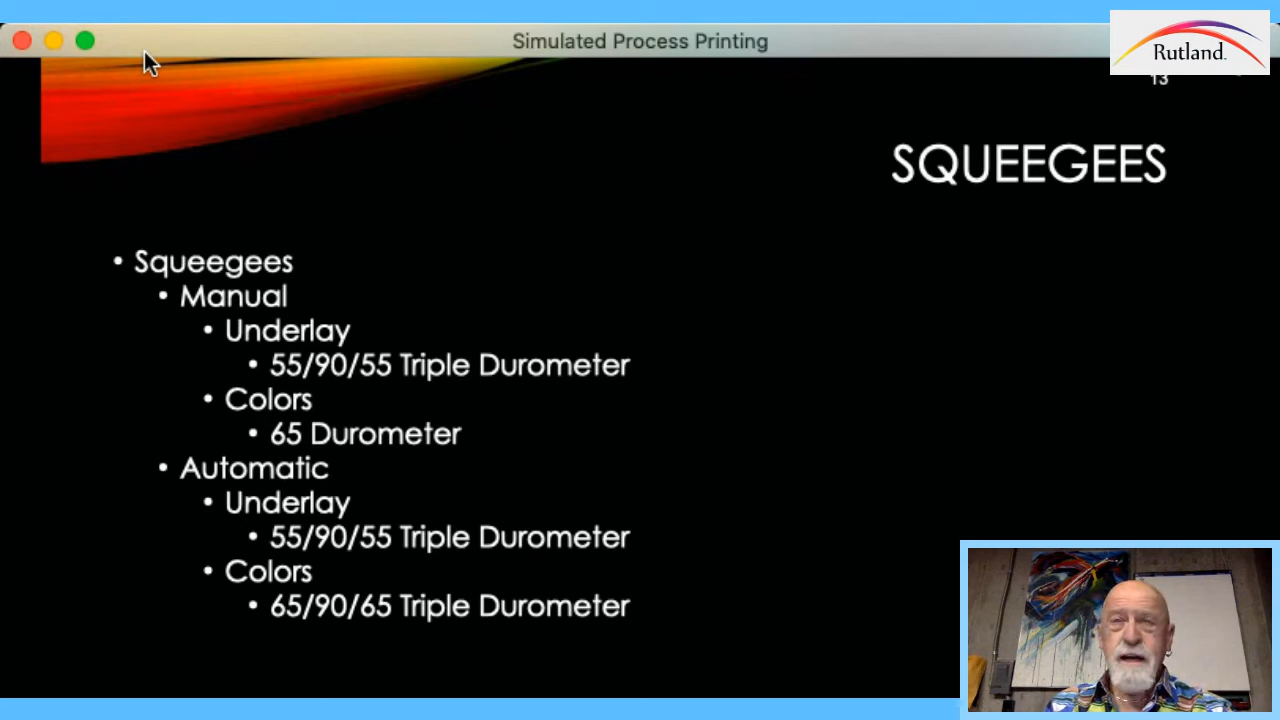 Simulated Process Printing
Rutland.
13
SQUEEGEES
• Squeegees
• Manual
• Underlay
• 55/90/55 Triple Durometer
• Colors
• 65 Durometer
• Automatic
• Underlay
• 55/90/55 Triple Durometer
• Colors
• 65/90/65 Triple Durometer